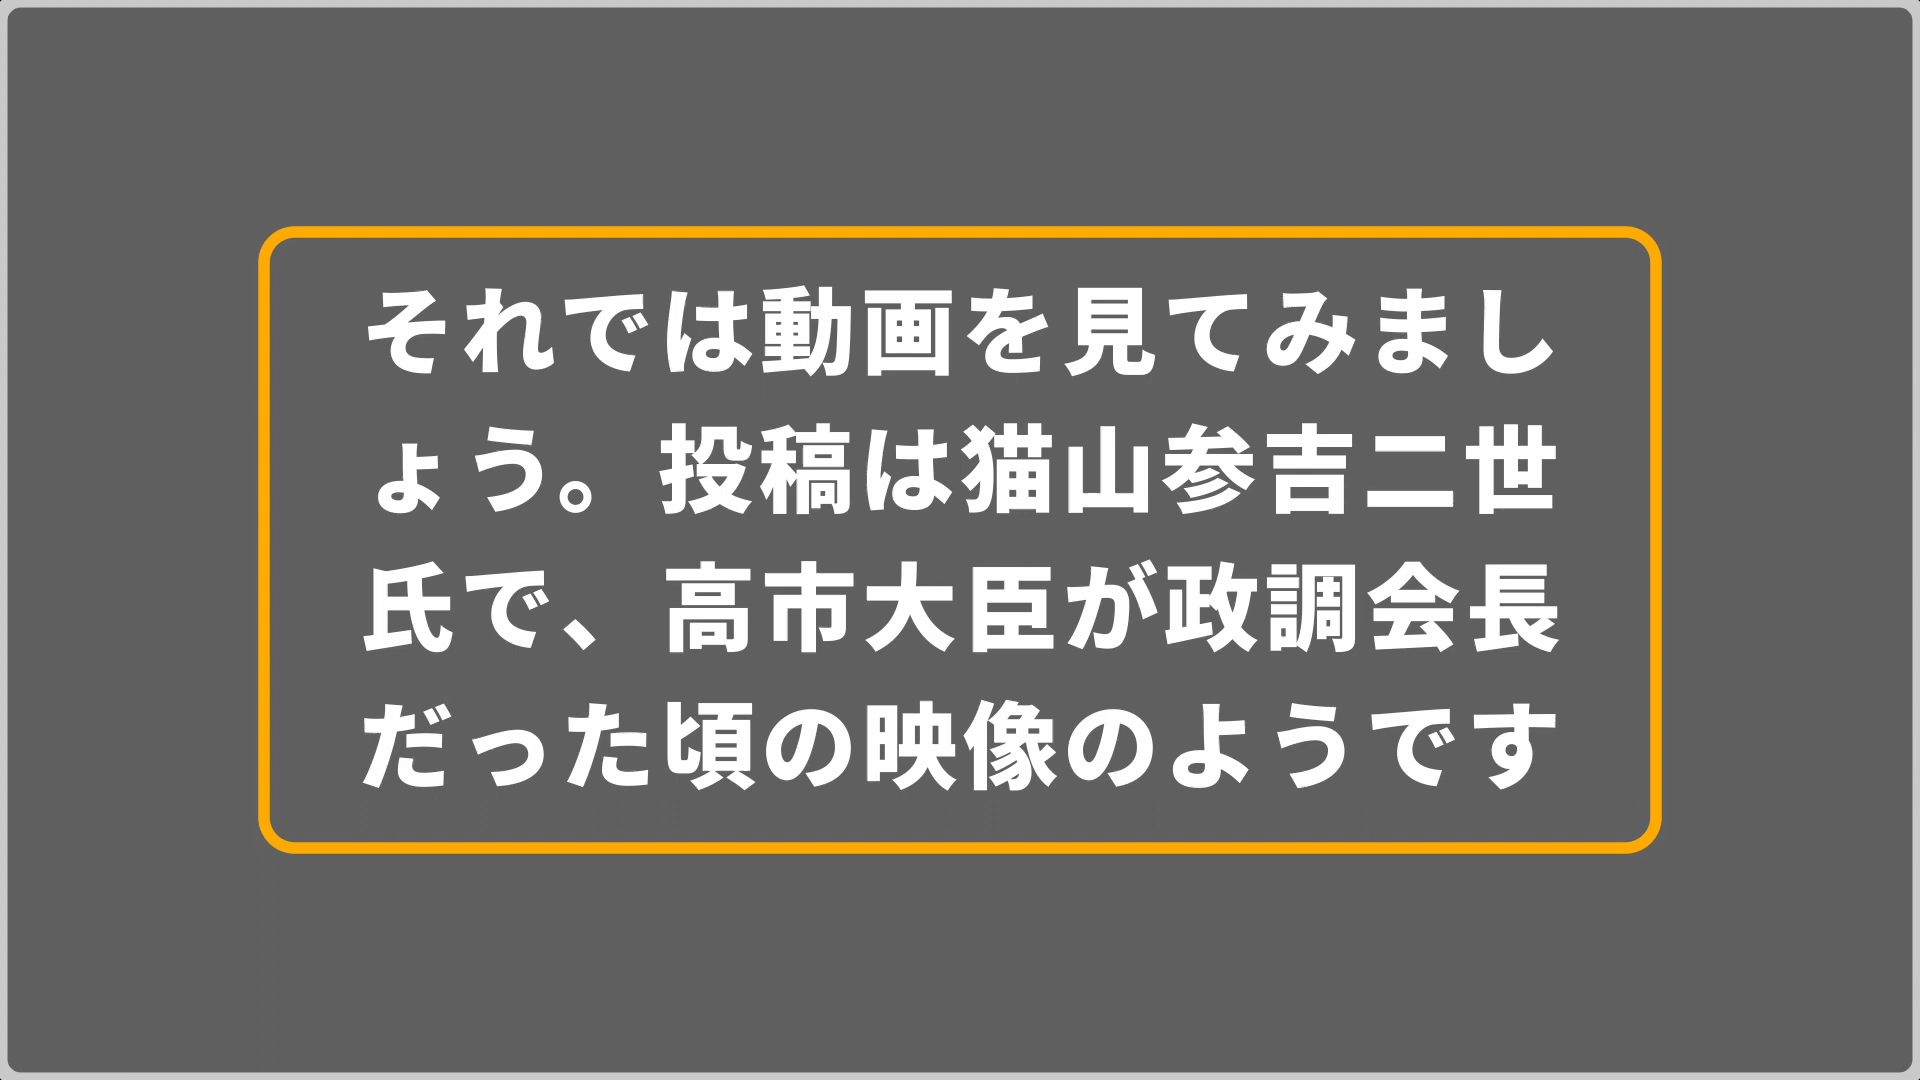 それでは動画を見てみまし
ょう。投稿は猫山参吉二世
氏で、高市大臣が政調会長
だった頃の映像のようです